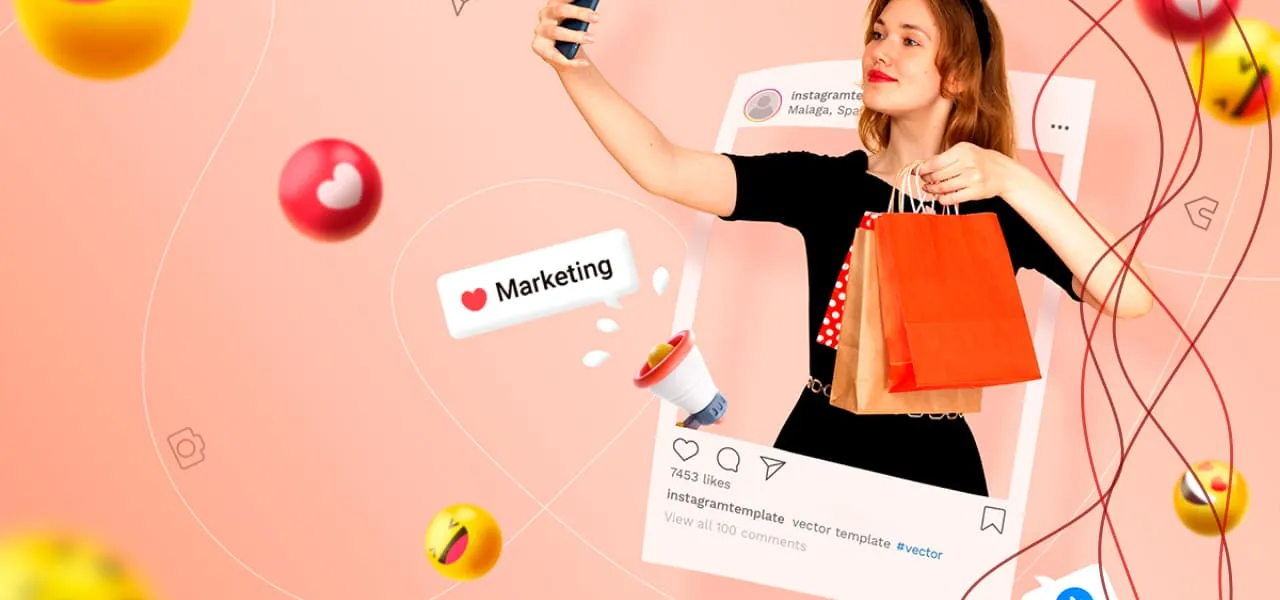 instagramte
Malaga, Spa
Marketing
7453 likes
instagramtemplate vector template #vector
View all 100 comments